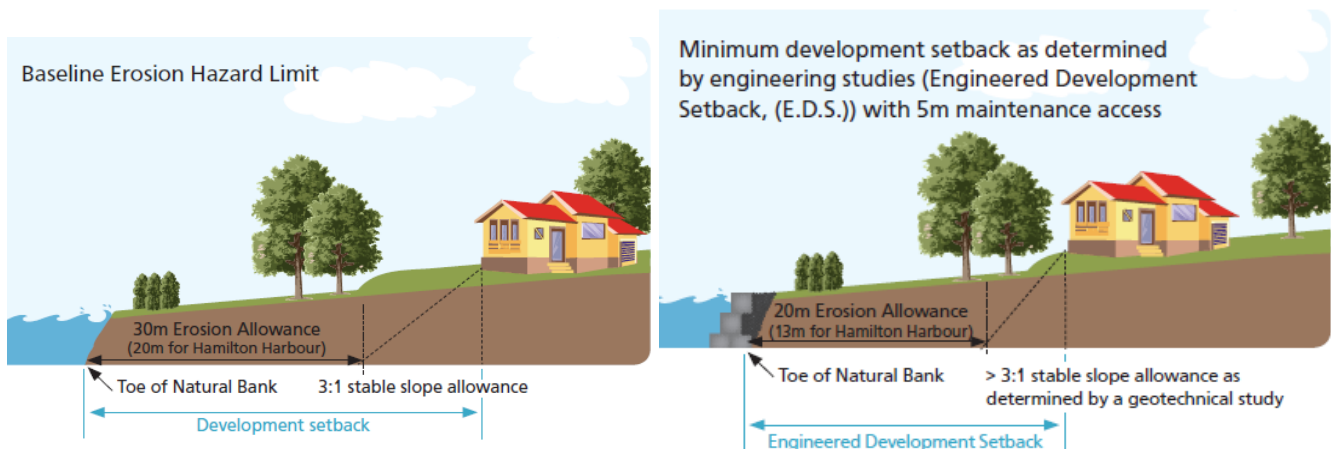 Baseline Erosion Hazard Limit
30m Erosion Allowance
(20m for Hamilton Harbour)
Toe of Natural Bank
3:1 stable slope allowance
Development setback
Minimum development setback as determined
by engineering studies (Engineered Development
Setback, (E.D.S.)) with 5m maintenance access
20m Erosion Allowance
(13m for Hamilton Harbour)
Toe of Natural Bank
> 3:1 stable slope allowance as
determined by a geotechnical study
Engineered Development Setback